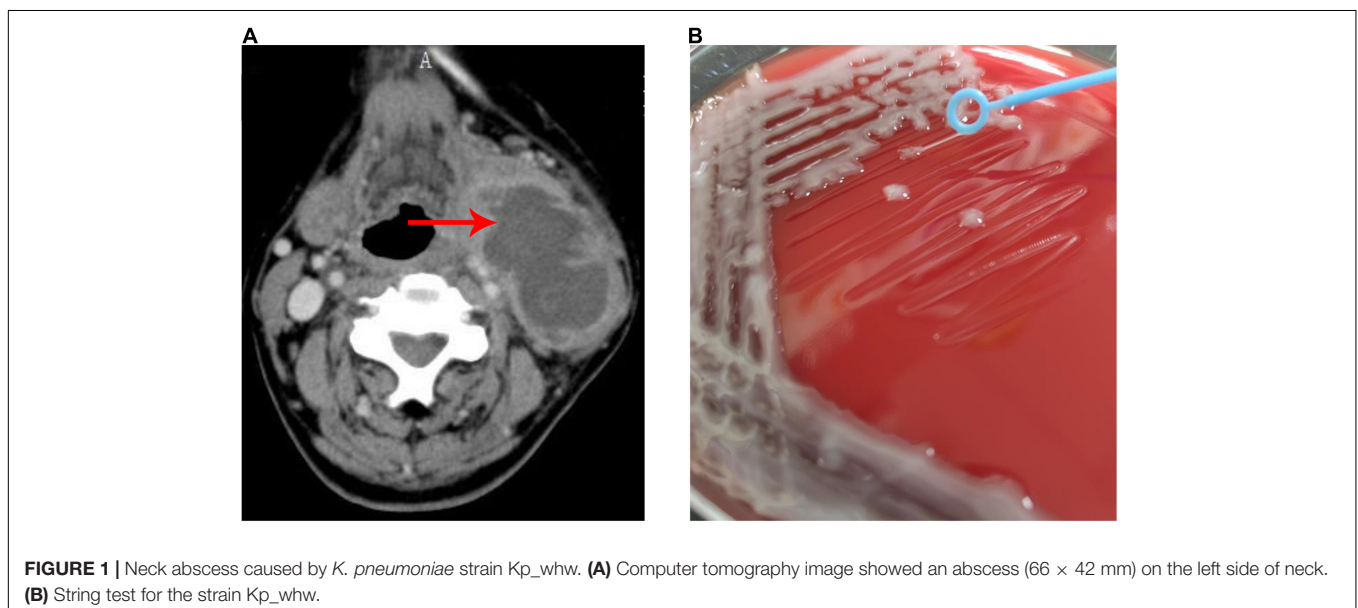 A
B
A
FIGURE 1 | Neck abscess caused by K. pneumoniae strain Kp_whw. (A) Computer tomography image showed an abscess (66 × 42 mm) on the left side of neck.
(B) String test for the strain Kp_whw.